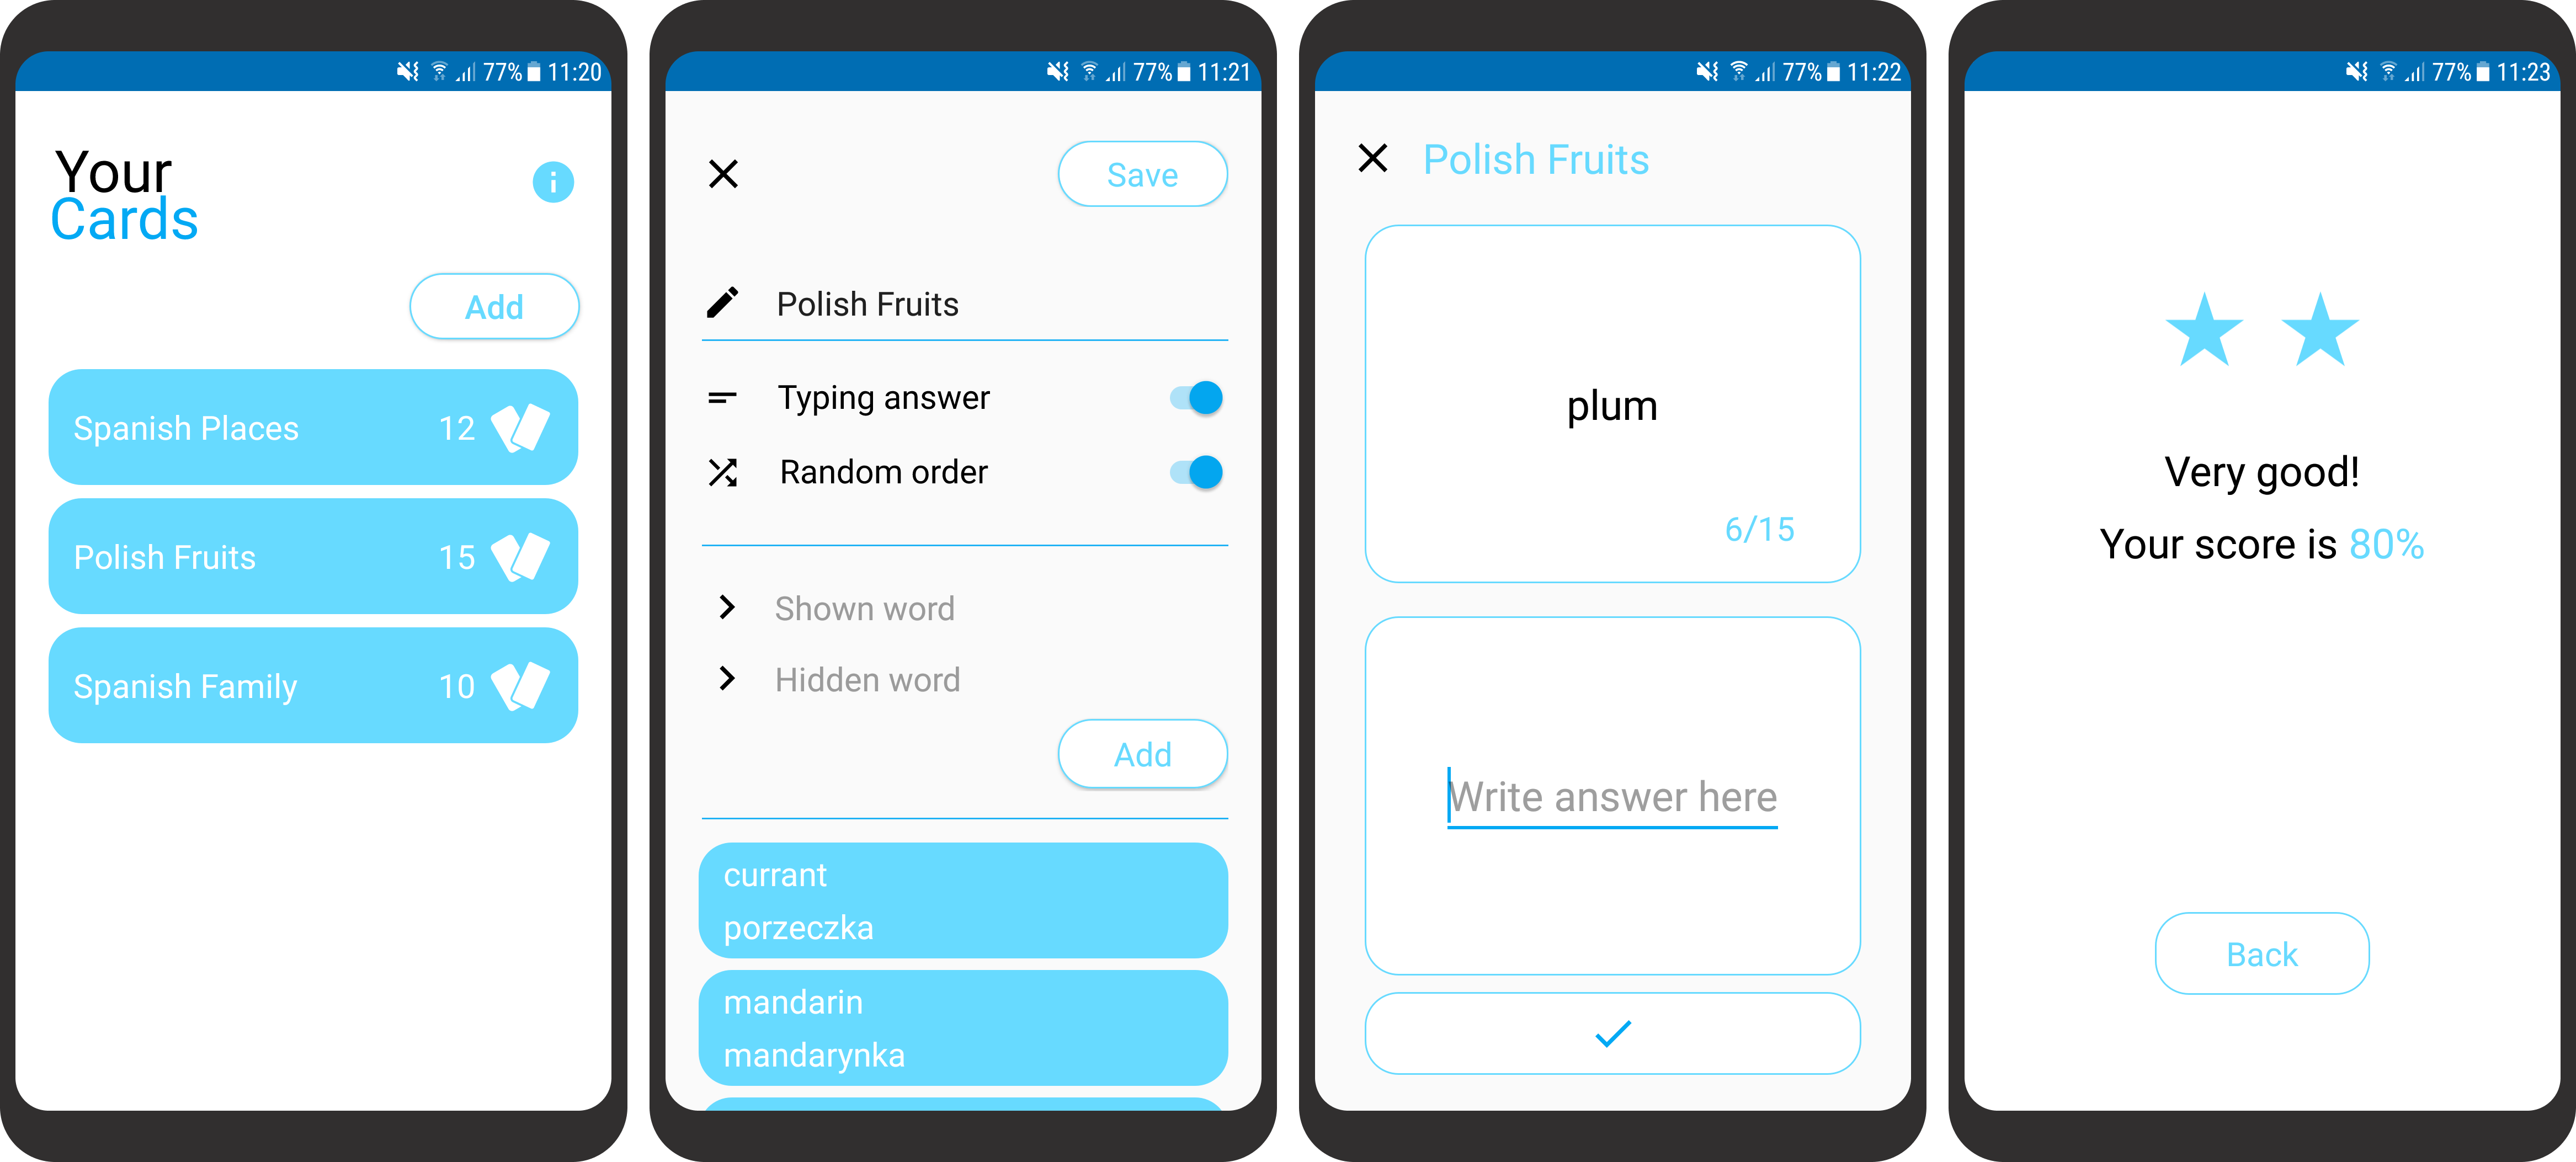 77% 11:20
Your
Cards
Add
Spanish Places 12
Polish Fruits 15
Spanish Family 10
77% 11:21
Save
Polish Fruits
Typing answer
Random order
Shown word
Hidden word
Add
currant
porzeczka
mandarin
mandarynka
77% 11:22
Polish Fruits
plum
6/15
Write answer here
77% 11:23
Very good!
Your score is 80%
Back